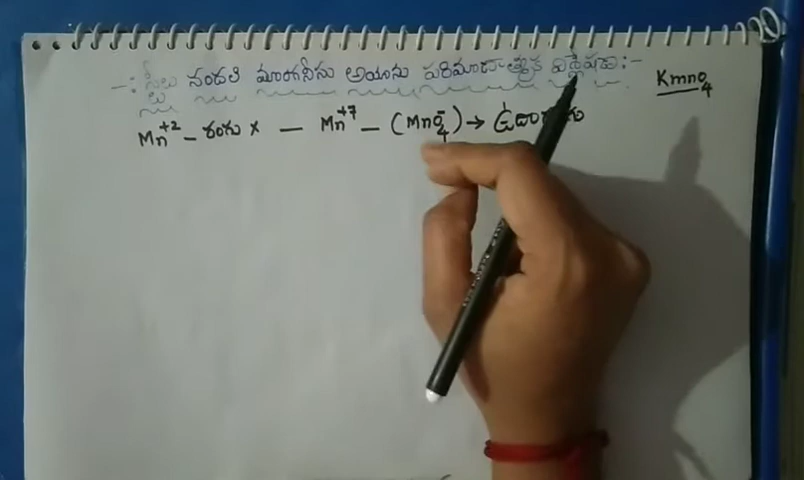 -: స్టీలు నందలి మాంగనీసు అయాను పరిమాణాత్మక విశ్లేషణ:-
KmnO4
Mn+2 - రంగు x - Mn+7 - (MnO4-) →